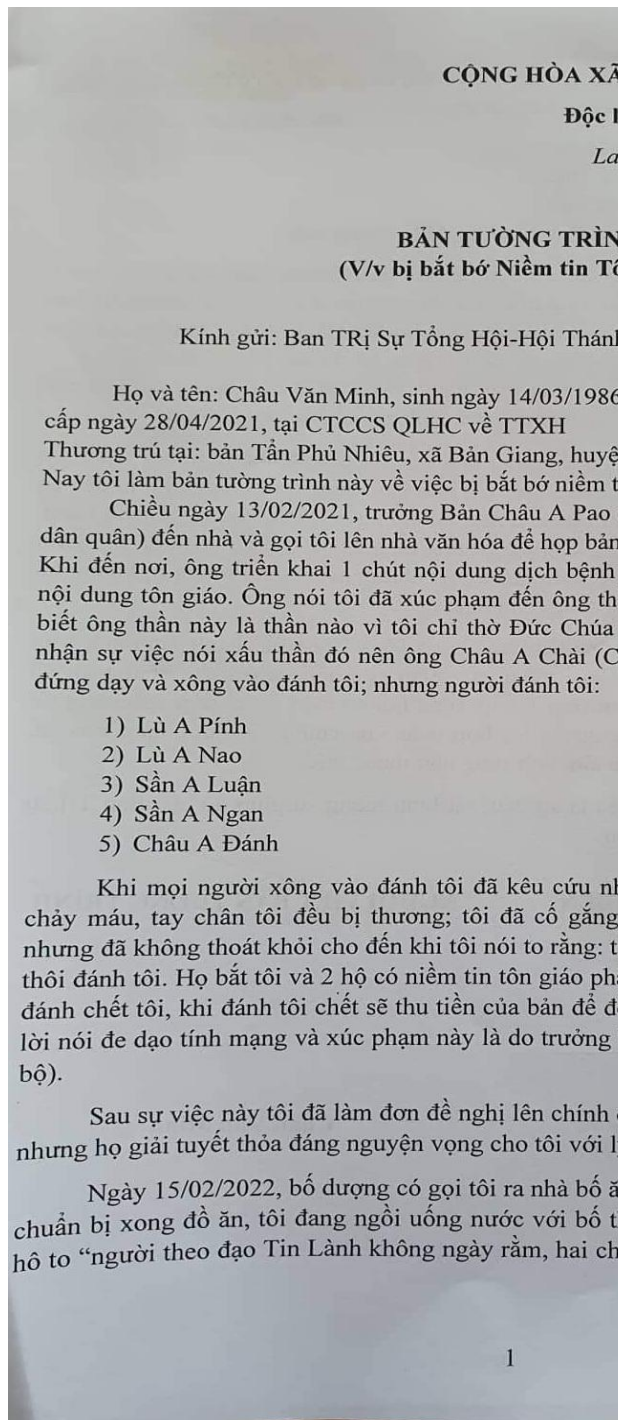 CỘNG HÒA XÃ
Độc l
La
BẢN TƯỜNG TRÌN
(V/v bị bắt bớ Niềm tin Tô
Kính gửi: Ban TRị Sự Tổng Hội-Hội Thánh
Họ và tên: Châu Văn Minh, sinh ngày 14/03/1986
cấp ngày 28/04/2021, tại CTCCS QLHC về TTXH
Thương trú tại: bản Tẩn Phủ Nhiêu, xã Bản Giang, huyệ
Nay tôi làm bản tường trình này về việc bị bắt bớ niềm t
Chiều ngày 13/02/2021, trưởng Bản Châu A Pao
dân quân) đến nhà và gọi tôi lên nhà văn hóa để họp bản
Khi đến nơi, ông triển khai 1 chút nội dung dịch bệnh
nội dung tôn giáo. Ông nói tôi đã xúc phạm đến ông th
biết ông thần này là thần nào vì tôi chỉ thờ Đức Chúa
nhận sự việc nói xấu thần đó nên ông Châu A Chài (C
đứng dạy và xông vào đánh tôi; nhưng người đánh tôi:
1) Lù A Pính
2) Lù A Nao
3) Sần A Luận
4) Sần A Ngan
5) Châu A Đánh
Khi mọi người xông vào đánh tôi đã kêu cứu nh
chảy máu, tay chân tôi đều bị thương; tôi đã cố gắng
nhưng đã không thoát khỏi cho đến khi tôi nói to rằng: t
thôi đánh tôi. Họ bắt tôi và 2 hộ có niềm tin tôn giáo phả
đánh chết tôi, khi đánh tôi chết sẽ thu tiền của bản để đ
lời nói đe dạo tính mạng và xúc phạm này là do trưởng
bộ).
Sau sự việc này tôi đã làm đơn đề nghị lên chính
nhưng họ giải tuyết thỏa đáng nguyện vọng cho tôi với l
Ngày 15/02/2022, bố dượng có gọi tôi ra nhà bố ă
chuẩn bị xong đồ ăn, tôi đang ngồi uống nước với bố t
hô to “người theo đạo Tin Lành không ngày rằm, hai ch
1